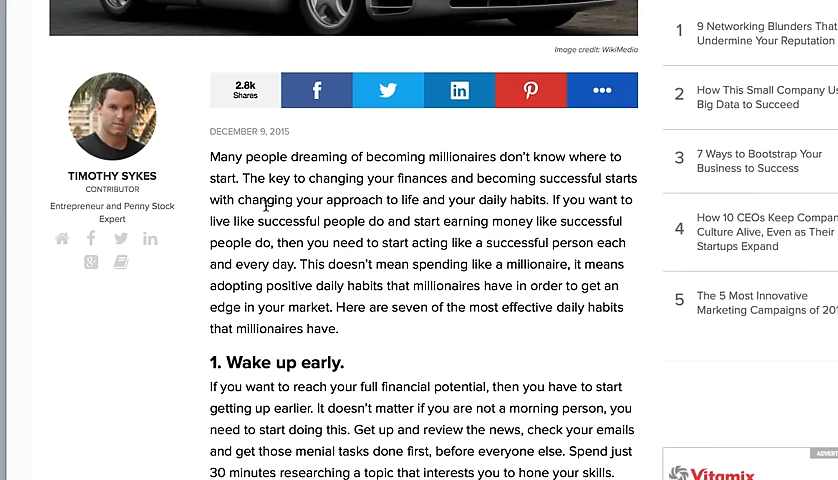 Image credit: WikiMedia
TIMOTHY SYKES
CONTRIBUTOR
Entrepreneur and Penny Stock
Expert
2.8k
Shares
DECEMBER 9, 2015
Many people dreaming of becoming millionaires don't know where to
start. The key to changing your finances and becoming successful starts
with changing your approach to life and your daily habits. If you want to
live like successful people do and start earning money like successful
people do, then you need to start acting like a successful person each
and every day. This doesn't mean spending like a millionaire, it means
adopting positive daily habits that millionaires have in order to get an
edge in your market. Here are seven of the most effective daily habits
that millionaires have.
1. Wake up early.
If you want to reach your full financial potential, then you have to start
getting up earlier. It doesn't matter if you are not a morning person, you
need to start doing this. Get up and review the news, check your emails
and get those menial tasks done first, before everyone else. Spend just
30 minutes researching a topic that interests you to hone your skills.
1 9 Networking Blunders That
Undermine Your Reputation
2 How This Small Company Us
Big Data to Succeed
3 7 Ways to Bootstrap Your
Business to Success
4 How 10 CEOs Keep Compan
Culture Alive, Even as Their
Startups Expand
5 The 5 Most Innovative
Marketing Campaigns of 201
ADVERT
Vitamix